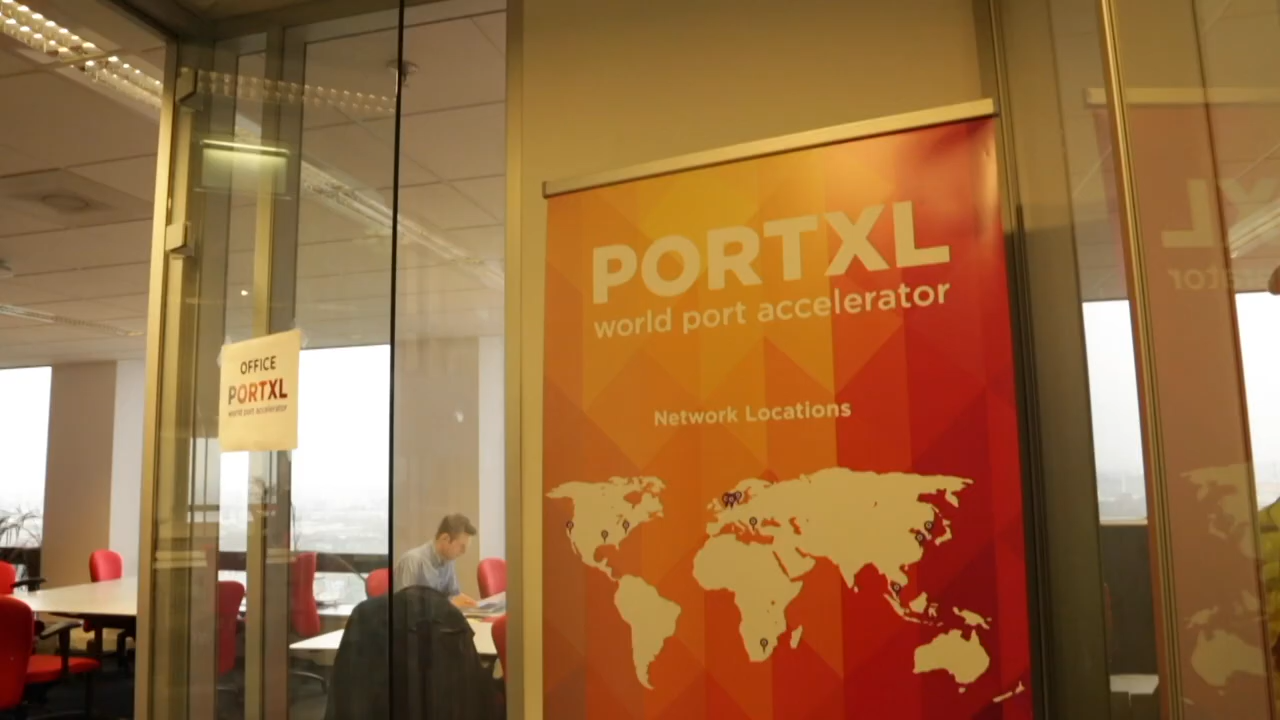 OFFICE
PORTXL
world port accelerator
PORTXL
world port accelerator
Network Locations